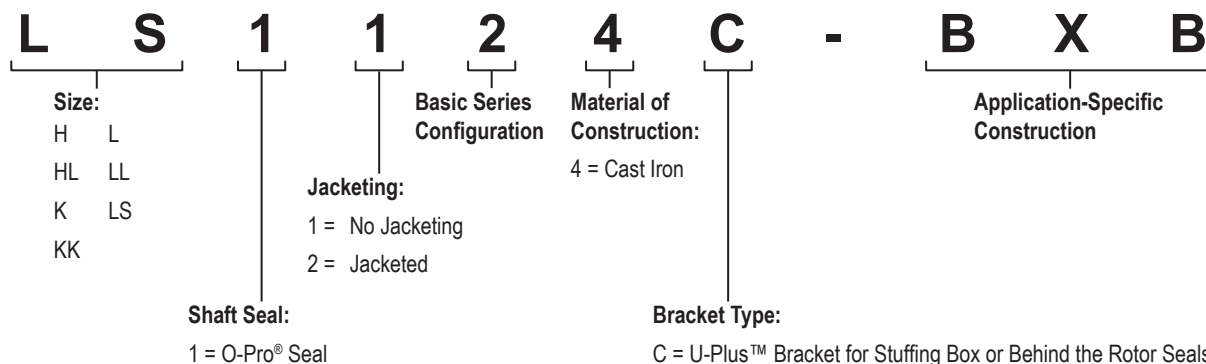 L S 1 1 2 4 C - B X B
Size:
H L
HL LL
K LS
KK
Shaft Seal:
1 = O-Pro® Seal
Jacketing:
1 = No Jacketing
2 = Jacketed
Basic Series
Configuration
Material of
Construction:
4 = Cast Iron
Bracket Type:
C = U-Plus™ Bracket for Stuffing Box or Behind the Rotor Seals
Application-Specific
Construction